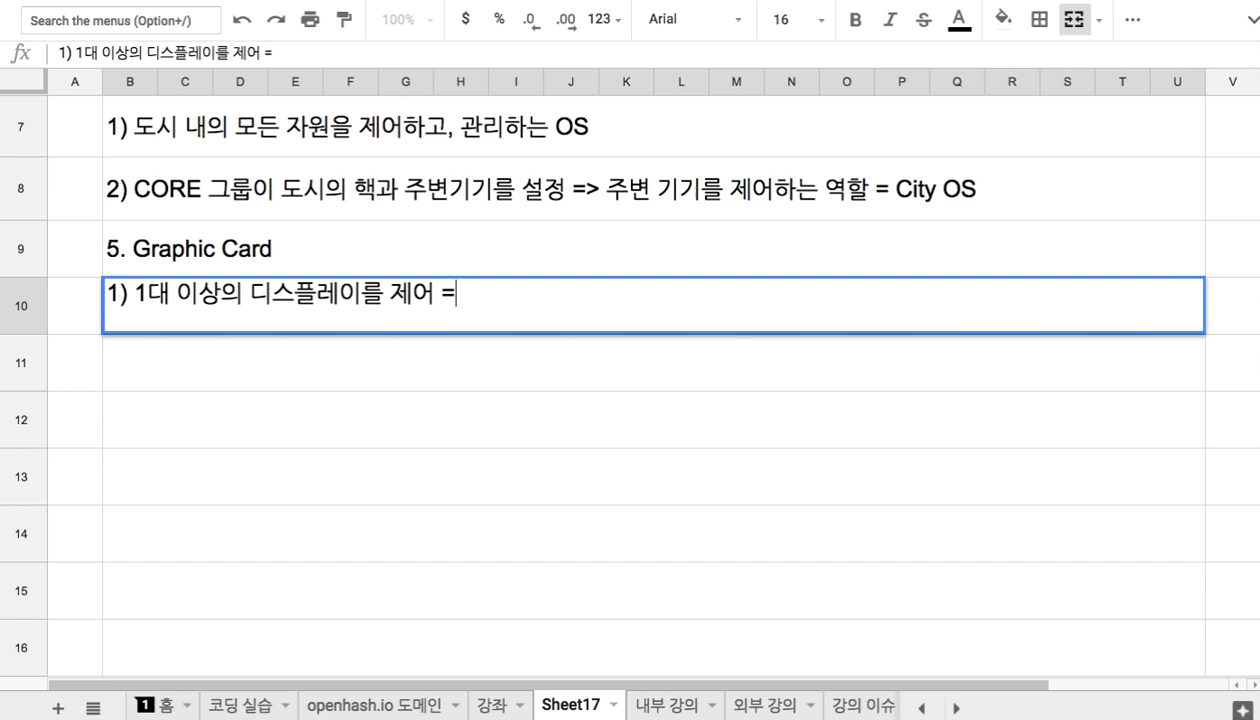 Search the menus (Option+/) 100% $ % .0 .00 123 Arial 16 B I S A
fx 1) 1대 이상의 디스플레이를 제어 =
A B C D E F G H I J K L M N O P Q R S T U V
7 1) 도시 내의 모든 자원을 제어하고, 관리하는 OS
8 2) CORE 그룹이 도시의 핵과 주변기기를 설정 => 주변 기기를 제어하는 역할 = City OS
9 5. Graphic Card
10 1) 1대 이상의 디스플레이를 제어 =
11
12
13
14
15
16
1 홈 코딩 실습 openhash.io 도메인 강좌 Sheet17 내부 강의 외부 강의 강의 이슈